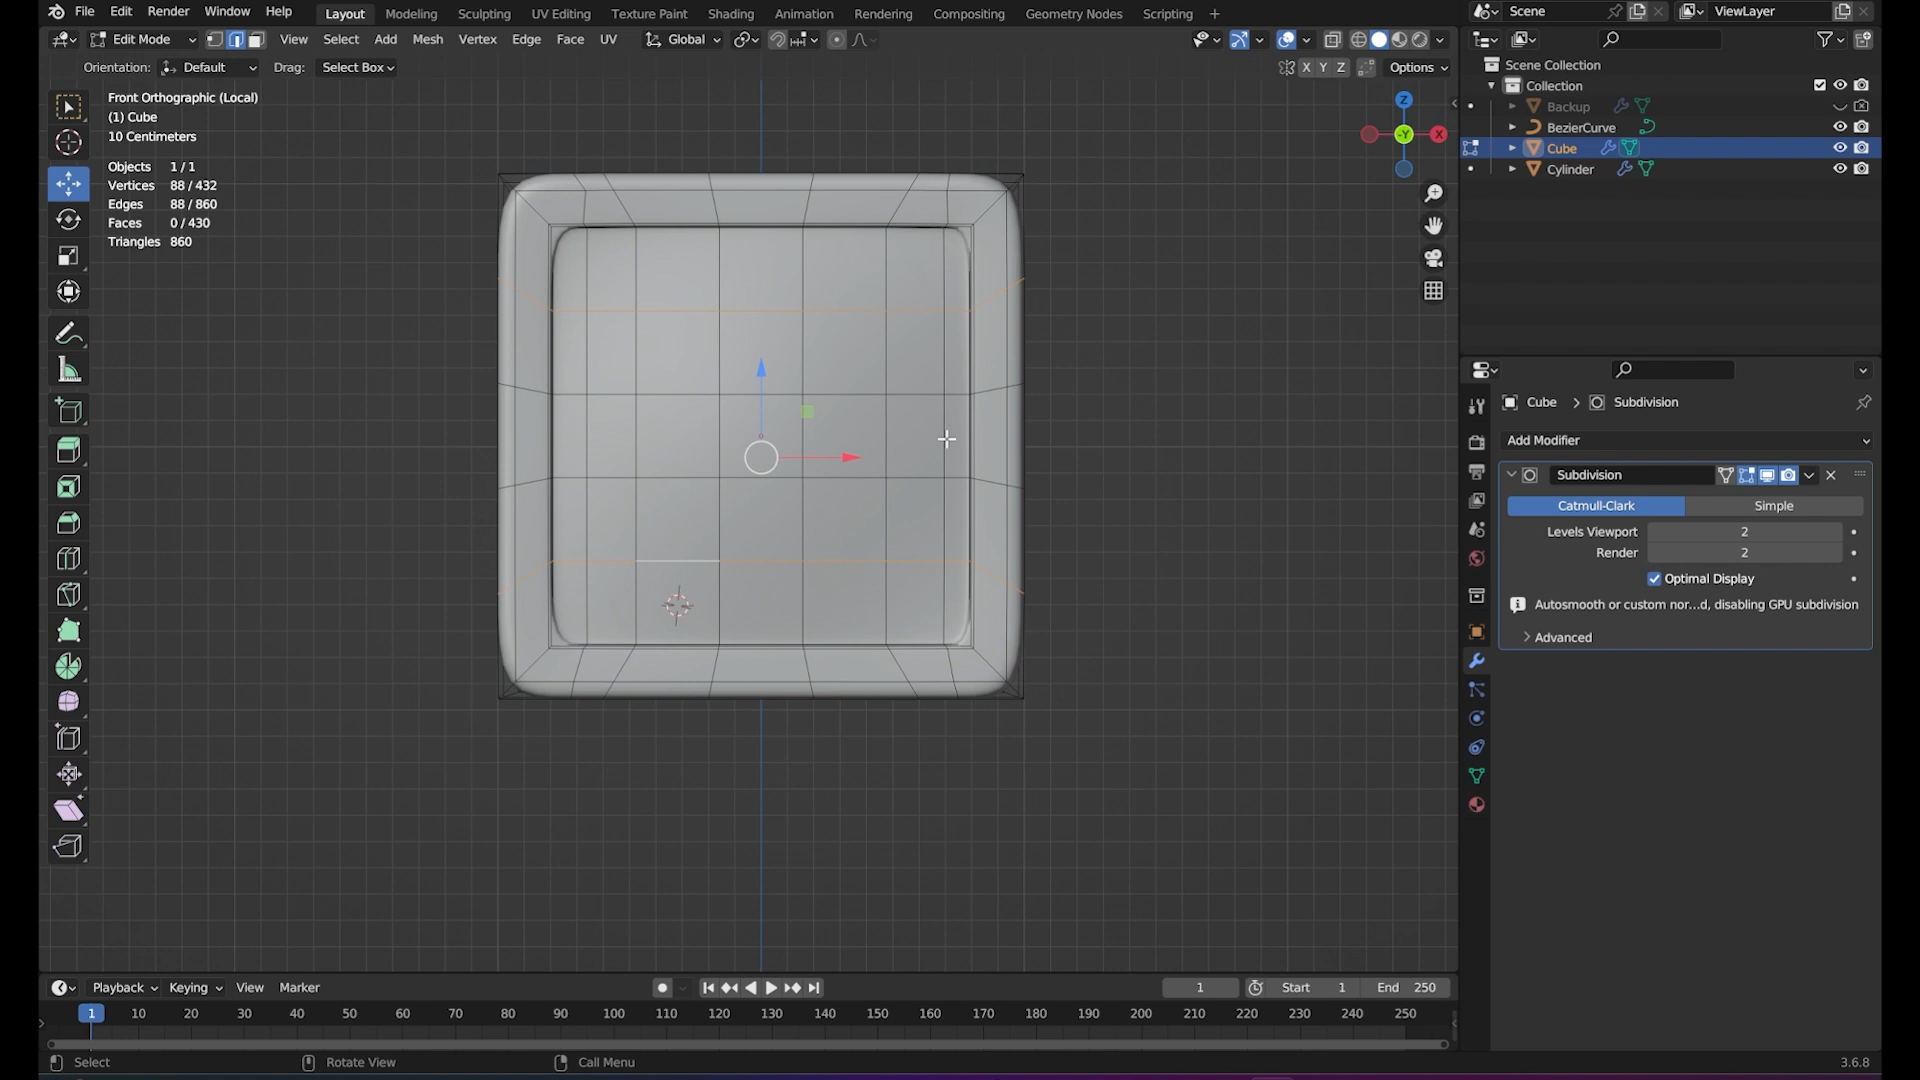 File Edit Render Window Help Layout Modeling Sculpting UV Editing Texture Paint Shading Animation Rendering Compositing Geometry Nodes Scripting + Scene ViewLayer
Edit Mode View Select Add Mesh Vertex Edge Face UV Global
Orientation: Default Drag: Select Box X Y Z Options
Front Orthographic (Local)
(1) Cube
10 Centimeters
Objects 1/1
Vertices 88/432
Edges 88/860
Faces 0/430
Triangles 860
Z
-Y X
Scene Collection
Collection
Backup
BezierCurve
Cube
Cylinder
Cube > Subdivision
Add Modifier
Subdivision
Catmull-Clark Simple
Levels Viewport 2
Render 2
Optimal Display
Autosmooth or custom nor...d, disabling GPU subdivision
Advanced
Playback Keying View Marker 1 Start 1 End 250
1 10 20 30 40 50 60 70 80 90 100 110 120 130 140 150 160 170 180 190 200 210 220 230 240 250
Select Rotate View Call Menu 3.6.8